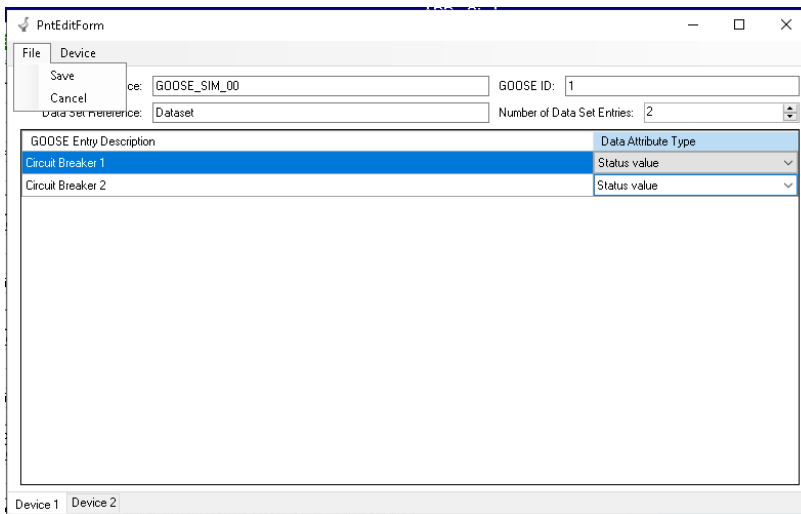 PntEditForm
File Device
Save
Cancel
ce: GOOSE_SIM_00 GOOSE ID: 1
Data Set Reference: Dataset Number of Data Set Entries: 2
GOOSE Entry Description Data Attribute Type
Circuit Breaker 1 Status value
Circuit Breaker 2 Status value
Device 1 Device 2